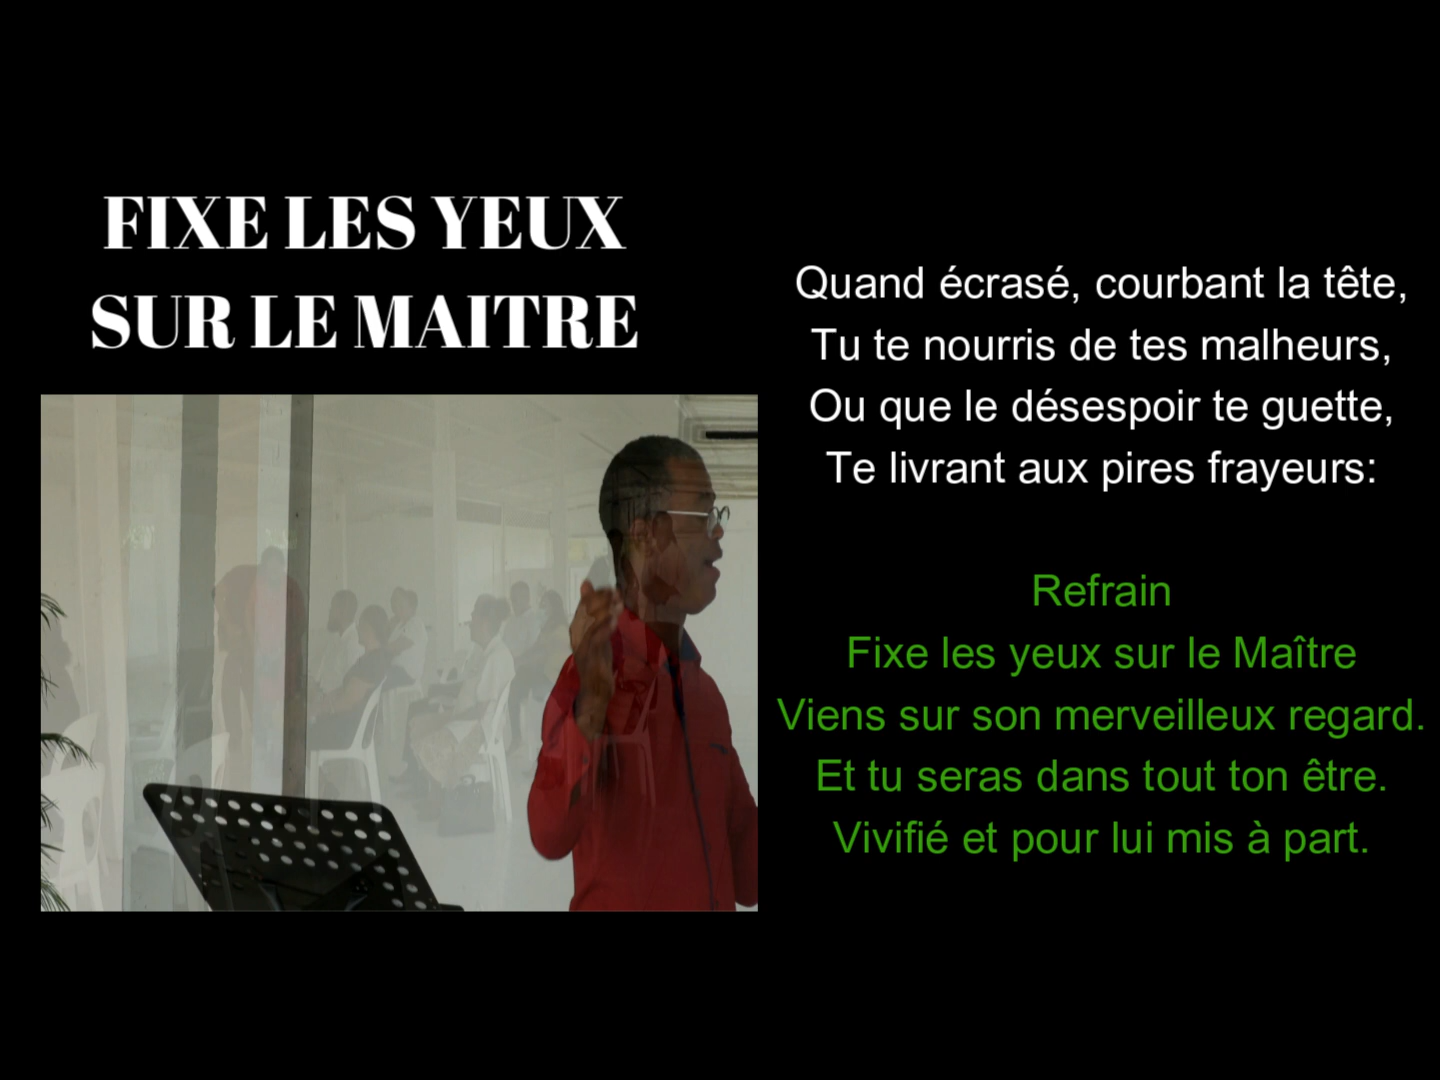 FIXE LES YEUX
SUR LE MAITRE
Quand écrasé, courbant la tête,
Tu te nourris de tes malheurs,
Ou que le désespoir te guette,
Te livrant aux pires frayeurs:
Refrain
Fixe les yeux sur le Maître
Viens sur son merveilleux regard.
Et tu seras dans tout ton être.
Vivifié et pour lui mis à part.